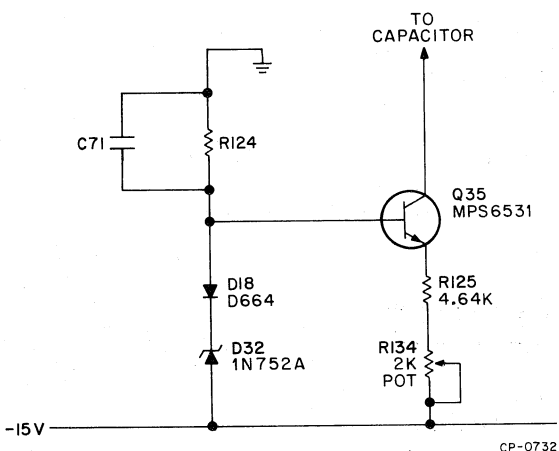 TO
CAPACITOR
C71
R124
Q35
MPS6531
D18
D664
R125
4.64K
D32
1N752A
R134
2K
POT
-15V
CP-0732